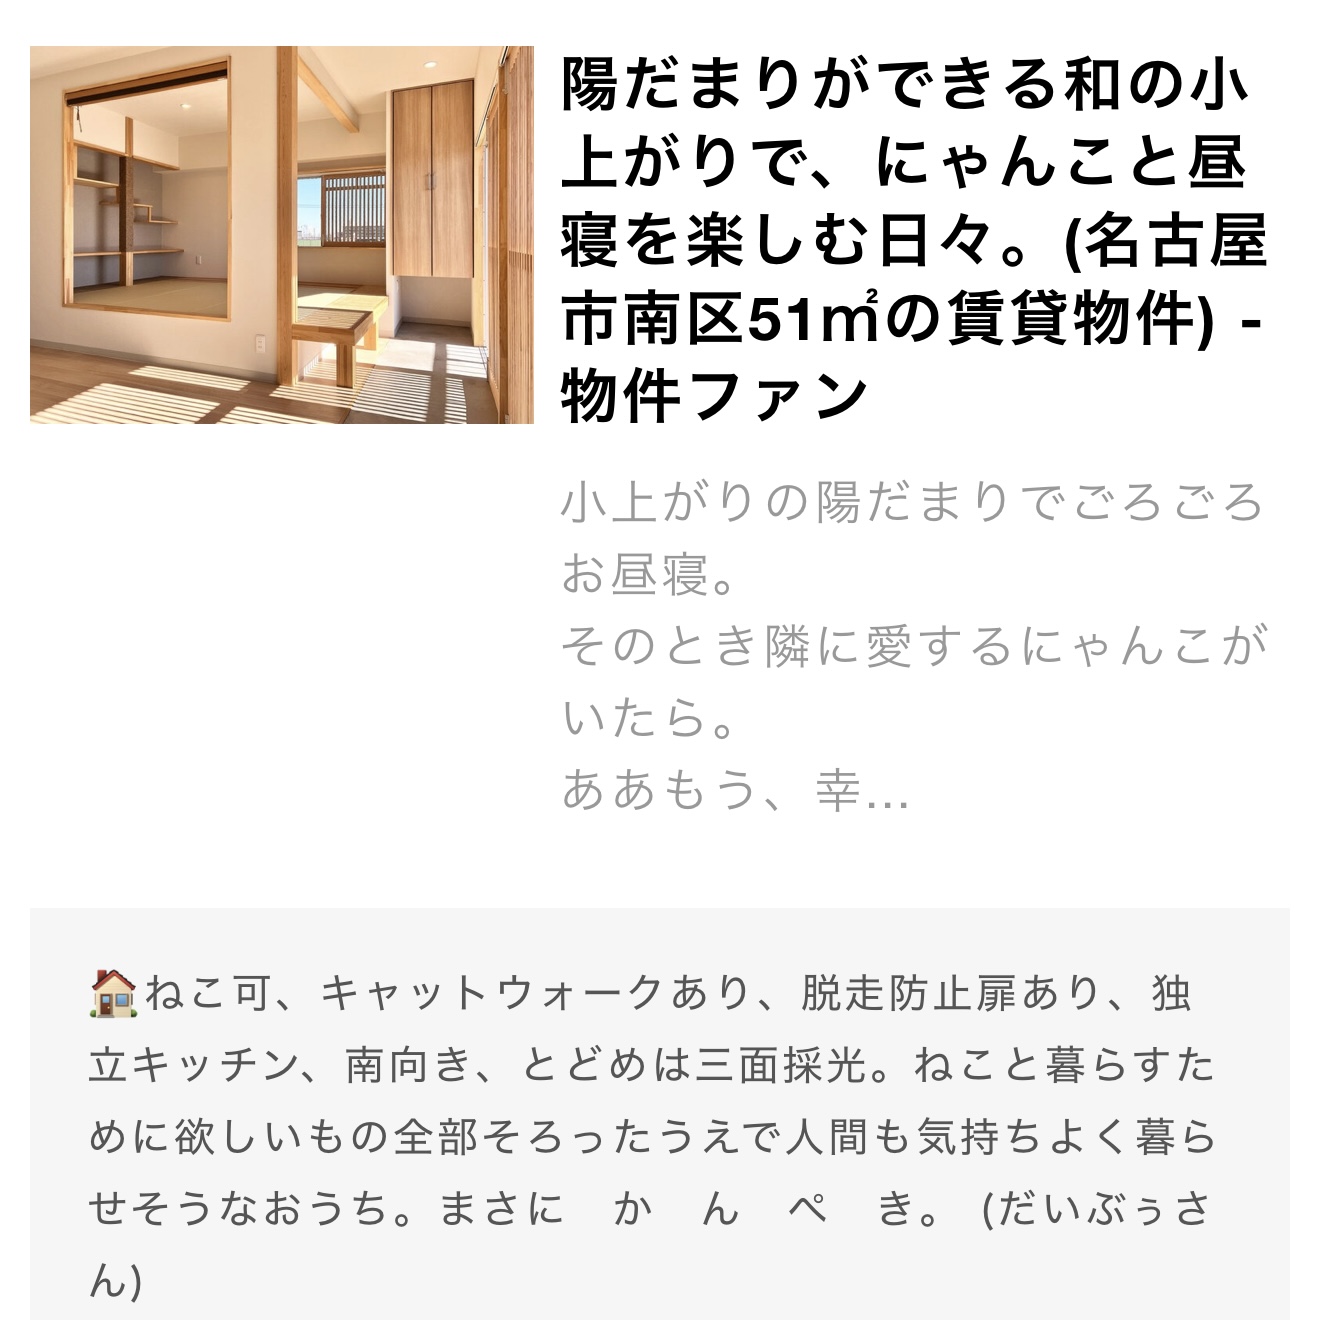 陽だまりができる和の小
上がりで、にゃんこと昼
寝を楽しむ日々。(名古屋
市南区51㎡の賃貸物件) -
物件ファン
小上がりの陽だまりでごろごろ
お昼寝。
そのとき隣に愛するにゃんこが
いたら。
ああもう、幸...
🏠ねこ可、キャットウォークあり、脱走防止扉あり、独
立キッチン、南向き、とどめは三面採光。ねこと暮らすた
めに欲しいもの全部そろったうえで人間も気持ちよく暮ら
せそうなおうち。まさに　か　ん　ぺ　き。 (だいぶぅさ
ん)